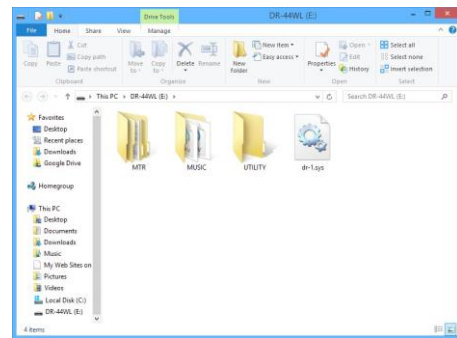 Drive Tools
DR-44WL (E:)
File Home Share View Manage
Copy
Paste
Cut
Copy path
Paste shortcut
Clipboard
Move to
Copy to
Delete
Rename
Organize
New folder
New item
Easy access
New
Properties
Open
Edit
History
Open
Select all
Select none
Invert selection
Select
This PC DR-44WL (E:)
Search DR-44WL (E:)
Favorites
Desktop
Recent places
Downloads
Google Drive
Homegroup
This PC
Desktop
Documents
Downloads
Music
My Web Sites on
Pictures
Videos
Local Disk (C:)
DR-44WL (E:)
MTR
MUSIC
UTILITY
dr-1.sys
4 items